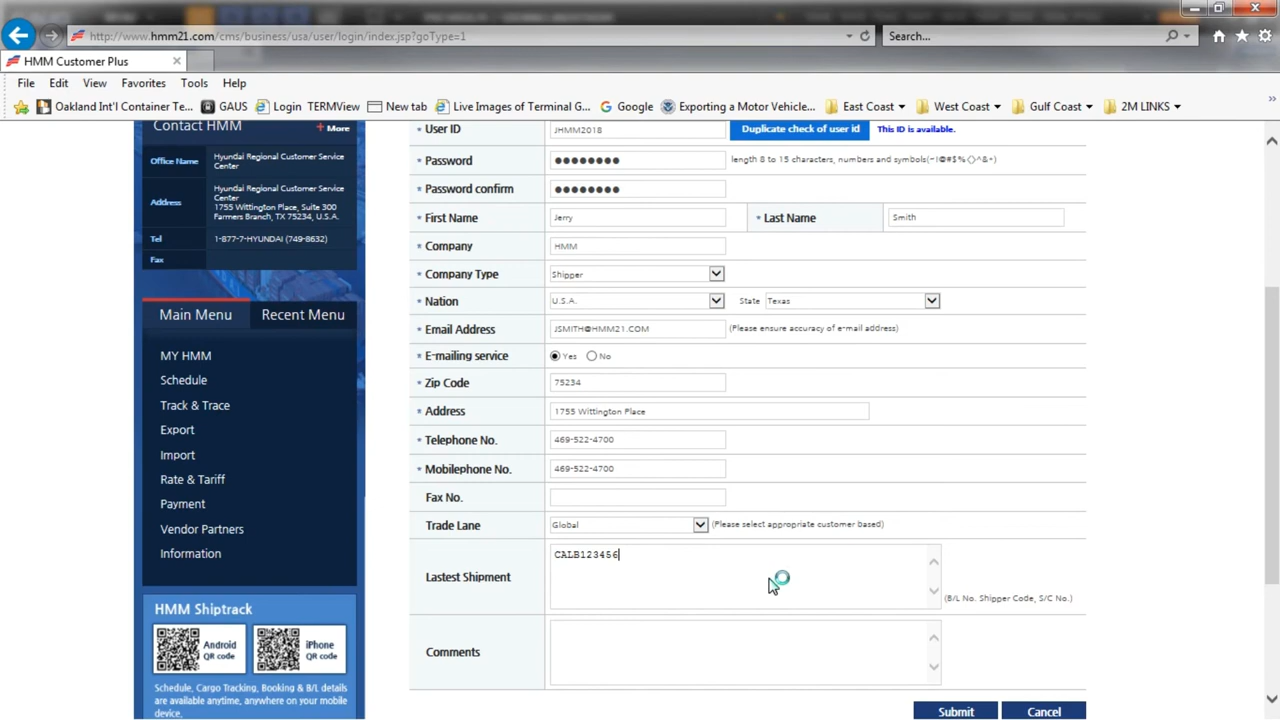 http://www.hmm21.com/cms/business/usa/user/login/index.jsp?goType=1
Search...
HMM Customer Plus
File Edit View Favorites Tools Help
Oakland Int'l Container Te... GAUS Login TERMView New tab Live Images of Terminal G... Google Exporting a Motor Vehicle... East Coast West Coast Gulf Coast 2M LINKS
Contact HMM + More
Office Name Hyundai Regional Customer Service Center
Address Hyundai Regional Customer Service
Center
1755 Wittington Place, Suite 300
Farmers Branch, TX 75234, U.S.A.
Tel 1-877-7-HYUNDAI (749-8632)
Fax
Main Menu Recent Menu
MY HMM
Schedule
Track & Trace
Export
Import
Rate & Tariff
Payment
Vendor Partners
Information
HMM Shiptrack
Android QR code iPhone QR code
Schedule, Cargo Tracking, Booking & B/L details
are available anytime, anywhere on your mobile
device.
* User ID JHMM2018 Duplicate check of user id This ID is available.
* Password ●●●●●●●● length 8 to 15 characters, numbers and symbols(~!@#$%◇^&+)
* Password confirm ●●●●●●●●
* First Name Jerry * Last Name Smith
* Company HMM
* Company Type Shipper
* Nation U.S.A. State Texas
* Email Address JSMITH@HMM21.COM (Please ensure accuracy of e-mail address)
* E-mailing service Yes No
* Zip Code 75234
* Address 1755 Wittington Place
* Telephone No. 469-522-4700
* Mobilephone No. 469-522-4700
Fax No.
Trade Lane Global (Please select appropriate customer based)
Lastest Shipment CALB123456 (B/L No. Shipper Code, S/C No.)
Comments
Submit Cancel